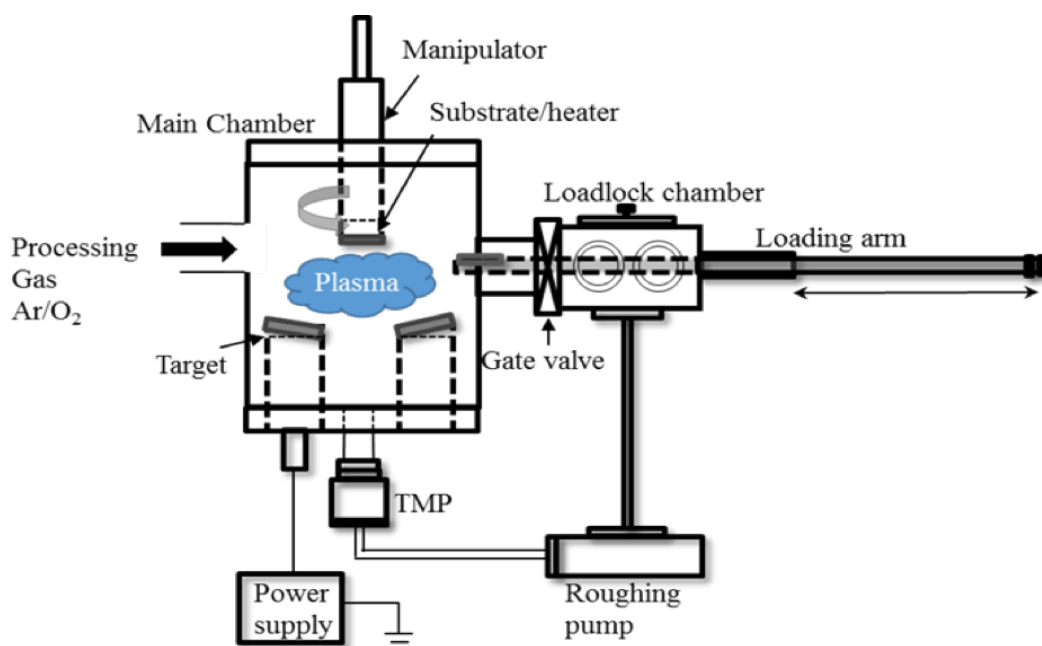 Manipulator
Substrate/heater
Main Chamber
Loadlock chamber
Loading arm
Processing
Gas
Ar/O₂
Plasma
Target
Gate valve
TMP
Power
supply
Roughing
pump